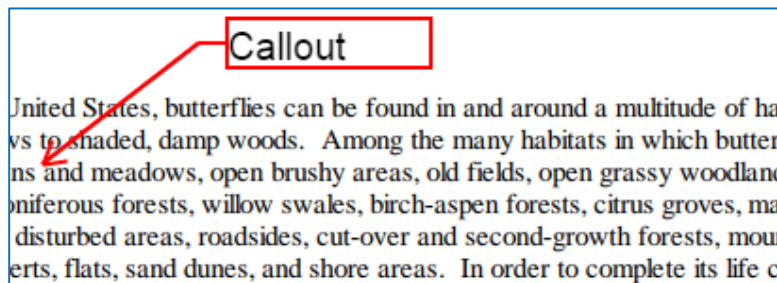 Callout
United States, butterflies can be found in and around a multitude of ha
ws to shaded, damp woods.  Among the many habitats in which butter
ns and meadows, open brushy areas, old fields, open grassy woodland
oniferous forests, willow swales, birch-aspen forests, citrus groves, ma
disturbed areas, roadsides, cut-over and second-growth forests, mour
erts, flats, sand dunes, and shore areas.  In order to complete its life c